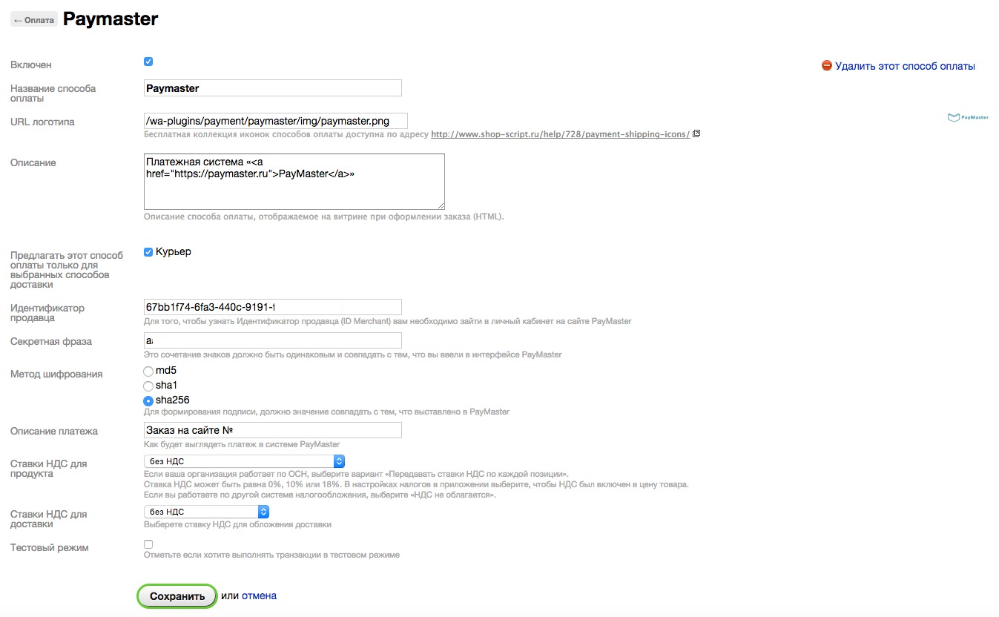 ← Оплата Paymaster
Включен
Удалить этот способ оплаты
Название способа
оплаты
Paymaster
URL логотипа
/wa-plugins/payment/paymaster/img/paymaster.png
PayMaster
Бесплатная коллекция иконок способов оплаты доступна по адресу http://www.shop-script.ru/help/728/payment-shipping-icons/
Описание
Платежная система «<a
href="https://paymaster.ru">PayMaster</a>»
Описание способа оплаты, отображаемое на витрине при оформлении заказа (HTML).
Предлагать этот способ
оплаты только для
выбранных способов
доставки
Курьер
Идентификатор
продавца
67bb1f74-6fa3-440c-9191-
Для того, чтобы узнать Идентификатор продавца (ID Merchant) вам необходимо зайти в личный кабинет на сайте PayMaster
Секретная фраза
a
Это сочетание знаков должно быть одинаковым и совпадать с тем, что вы ввели в интерфейсе PayMaster
Метод шифрования
md5
sha1
sha256
Для формирования подписи, должно значение совпадать с тем, что выставлено в PayMaster
Описание платежа
Заказ на сайте №
Как будет выглядеть платеж в системе PayMaster
Ставки НДС для
продукта
без НДС
Если ваша организация работает по ОСН, выберите вариант «Передавать ставки НДС по каждой позиции».
Ставка НДС может быть равна 0%, 10% или 18%. В настройках налогов в приложении выберите, чтобы НДС был включен в цену товара.
Если вы работаете по другой системе налогообложения, выберите «НДС не облагается».
Ставки НДС для
доставки
без НДС
Выберете ставку НДС для обложения доставки
Тестовый режим
Отметьте если хотите выполнять транзакции в тестовом режиме
Сохранить или отмена